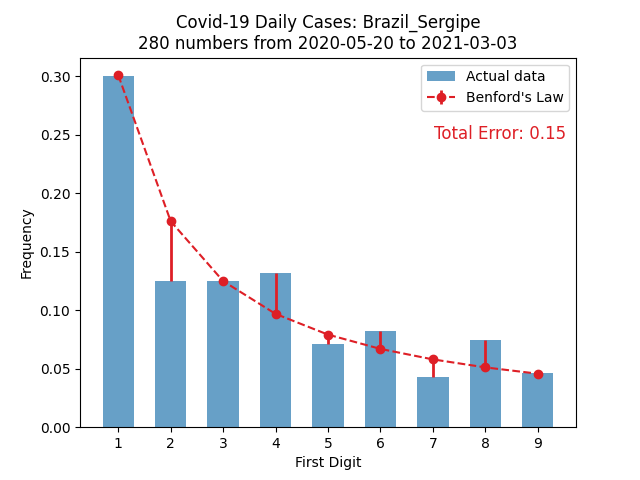 Covid-19 Daily Cases: Brazil_Sergipe
280 numbers from 2020-05-20 to 2021-03-03
Actual data
Benford's Law
Total Error: 0.15
Frequency
0.30
0.25
0.20
0.15
0.10
0.05
0.00
1 2 3 4 5 6 7 8 9
First Digit